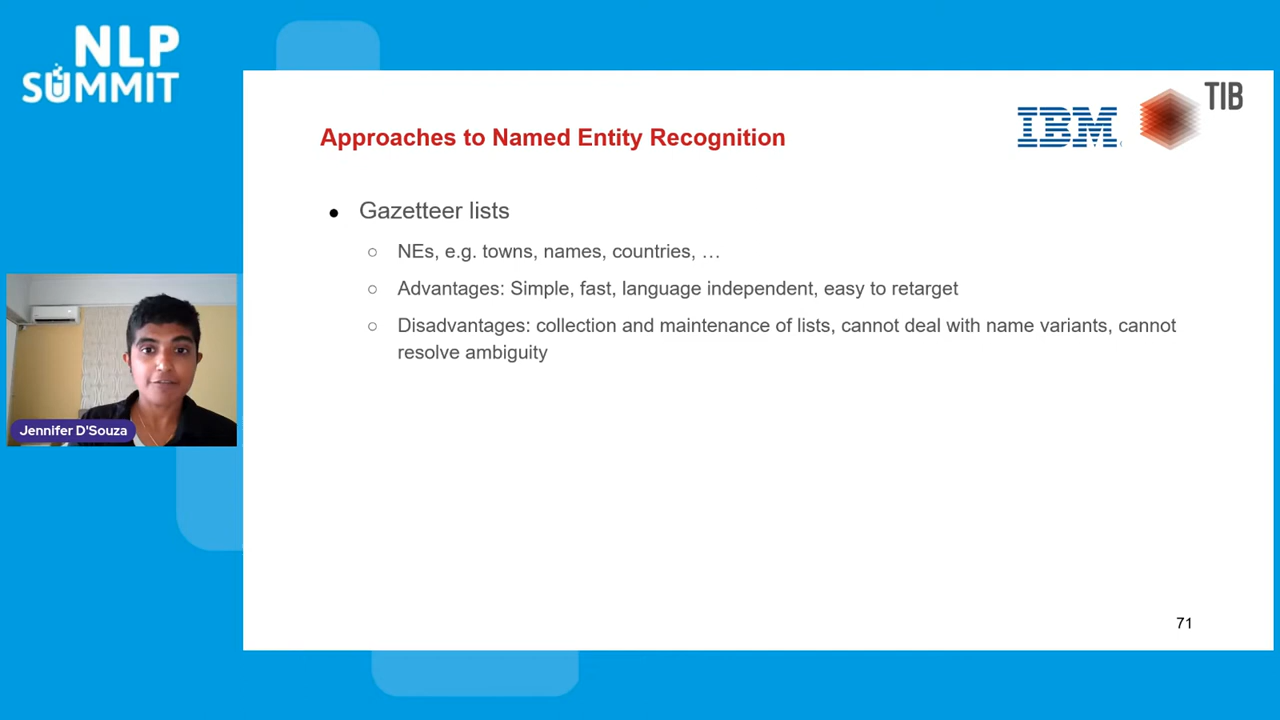 NLP
SUMMIT
IBM
TIB
Approaches to Named Entity Recognition
● Gazetteer lists
○ NEs, e.g. towns, names, countries, …
○ Advantages: Simple, fast, language independent, easy to retarget
○ Disadvantages: collection and maintenance of lists, cannot deal with name variants, cannot
resolve ambiguity
Jennifer D'Souza
71